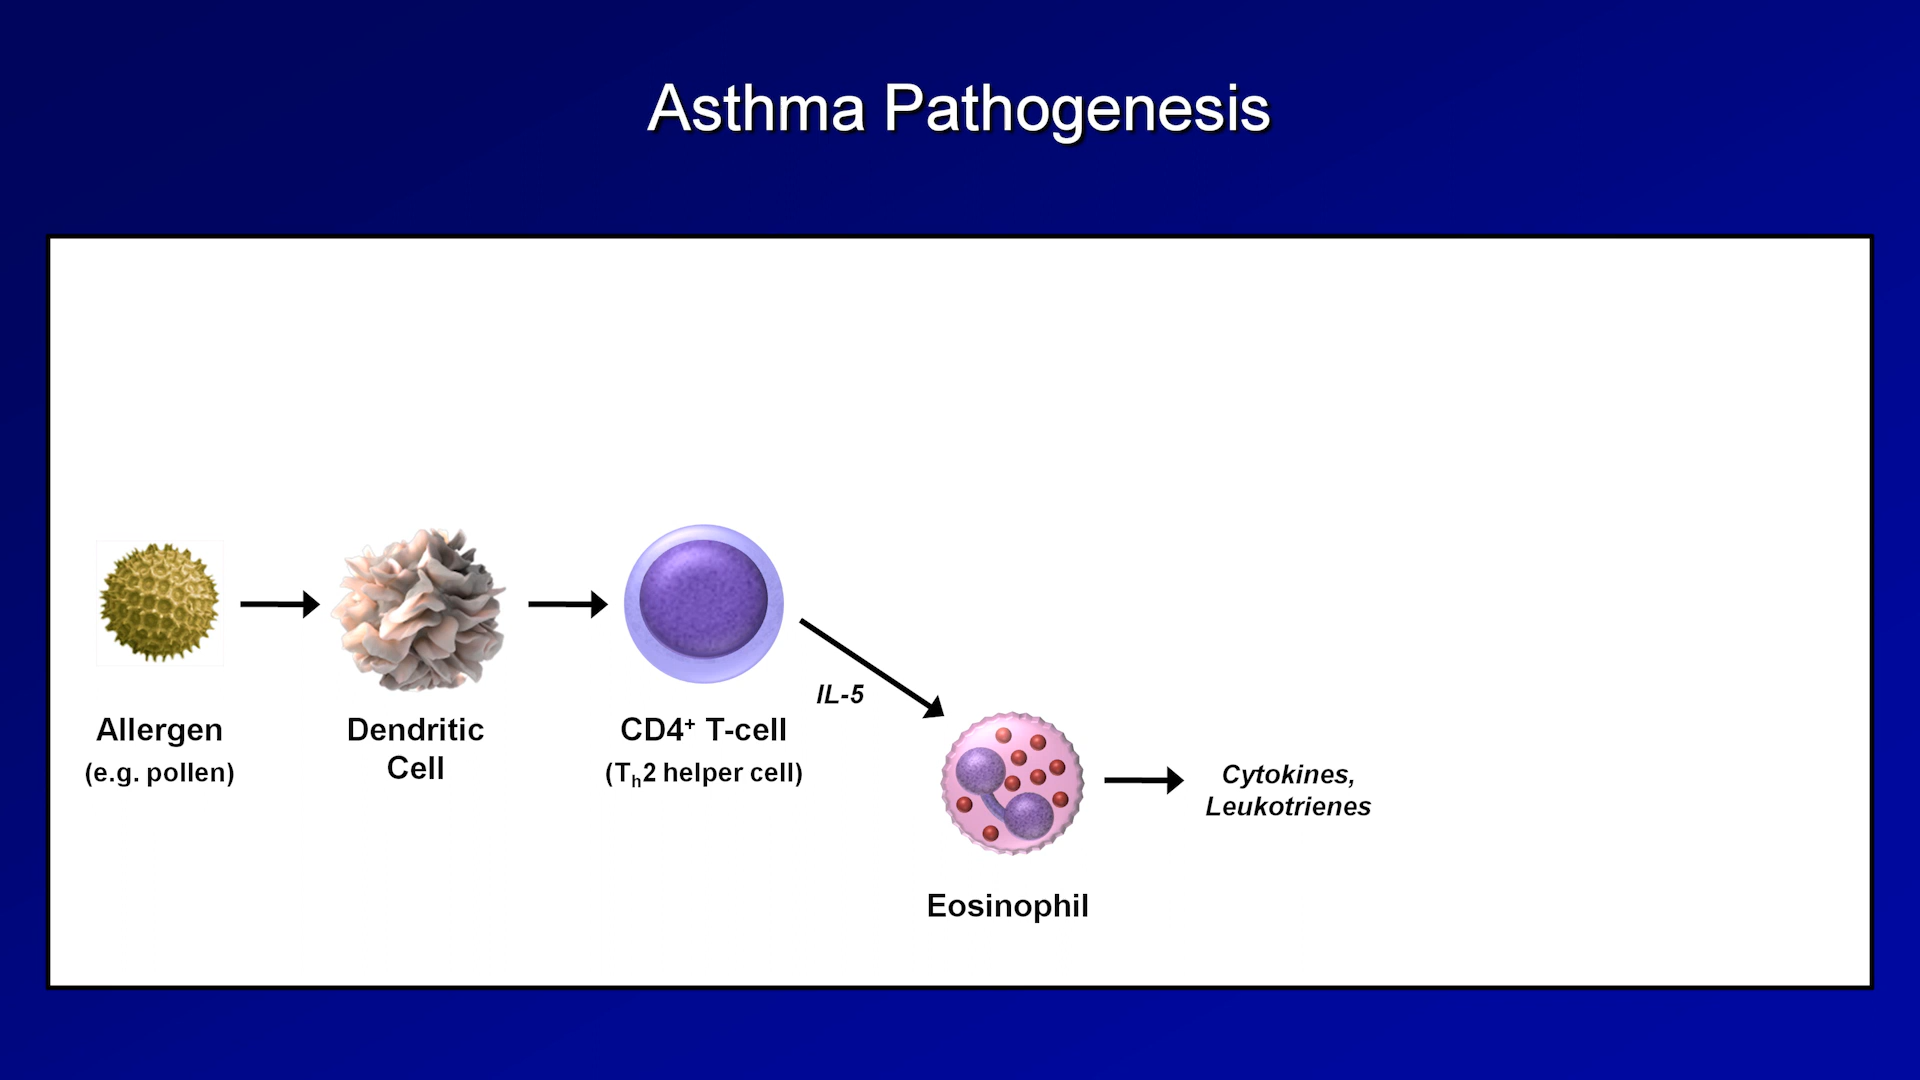 Asthma Pathogenesis
Allergen
(e.g. pollen)
Dendritic
Cell
CD4⁺ T-cell
(Tₕ2 helper cell)
IL-5
Eosinophil
Cytokines,
Leukotrienes